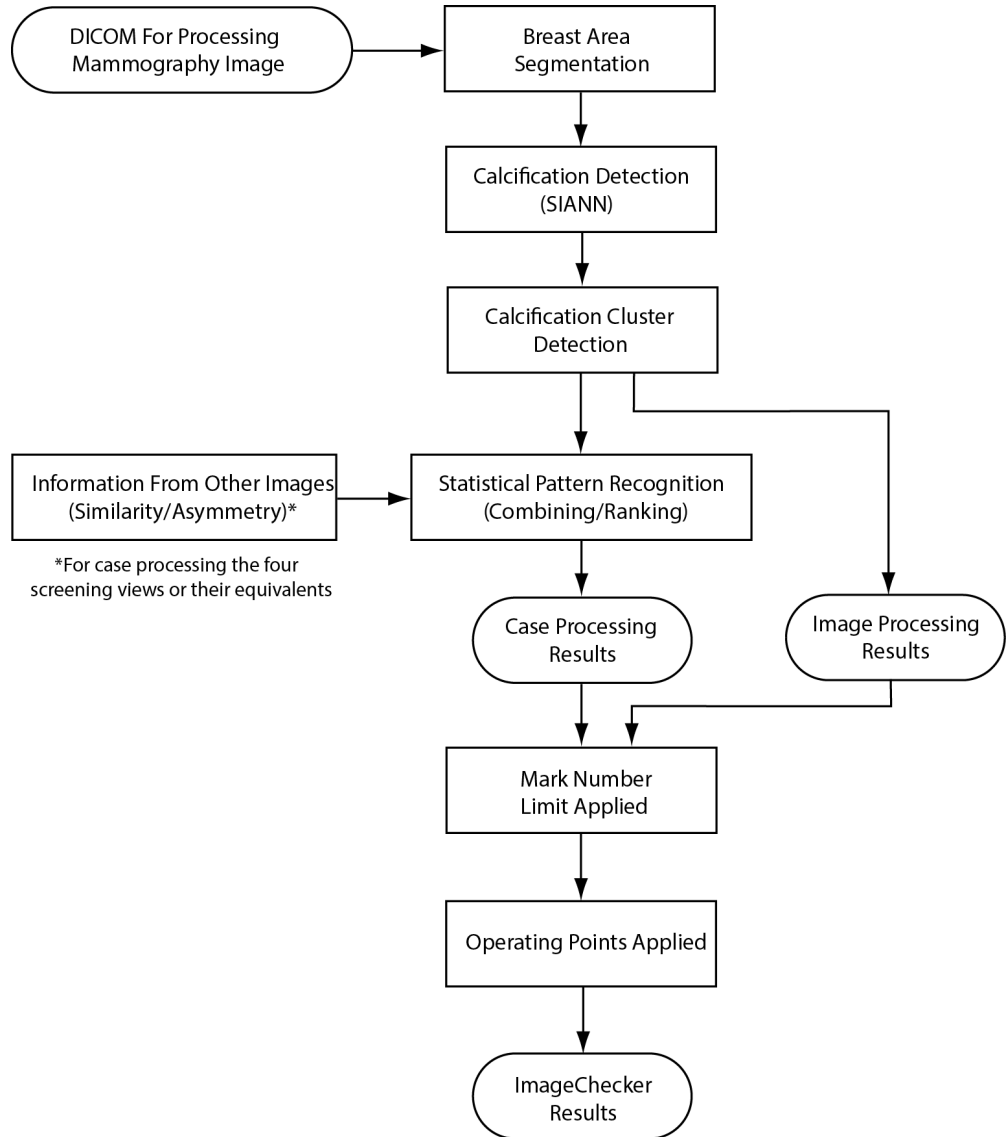 DICOM For Processing
Mammography Image
Breast Area
Segmentation
Calcification Detection
(SIANN)
Calcification Cluster
Detection
Information From Other Images
(Similarity/Asymmetry)*
*For case processing the four
screening views or their equivalents
Statistical Pattern Recognition
(Combining/Ranking)
Case Processing
Results
Image Processing
Results
Mark Number
Limit Applied
Operating Points Applied
ImageChecker
Results